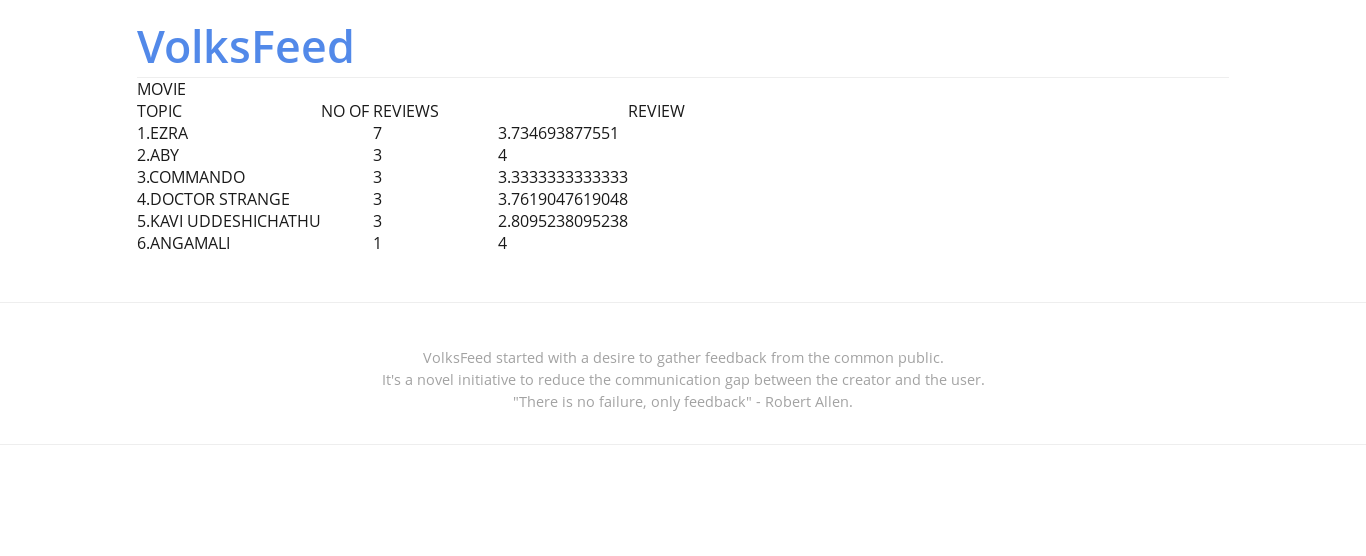 VolksFeed
MOVIE
TOPIC NO OF REVIEWS REVIEW
1.EZRA 7 3.734693877551
2.ABY 3 4
3.COMMANDO 3 3.3333333333333
4.DOCTOR STRANGE 3 3.7619047619048
5.KAVI UDDESHICHATHU 3 2.8095238095238
6.ANGAMALI 1 4
VolksFeed started with a desire to gather feedback from the common public.
It's a novel initiative to reduce the communication gap between the creator and the user.
"There is no failure, only feedback" - Robert Allen.